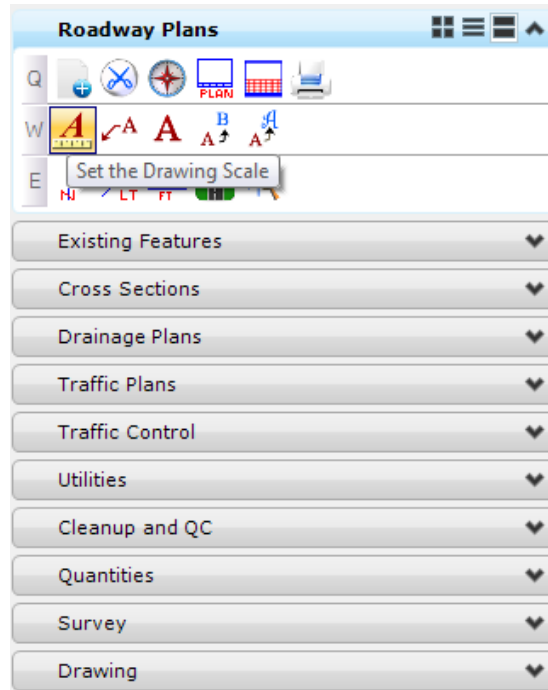 Roadway Plans
Q
PLAN
W A A A A B A A
Set the Drawing Scale
E LT FT
Existing Features
Cross Sections
Drainage Plans
Traffic Plans
Traffic Control
Utilities
Cleanup and QC
Quantities
Survey
Drawing